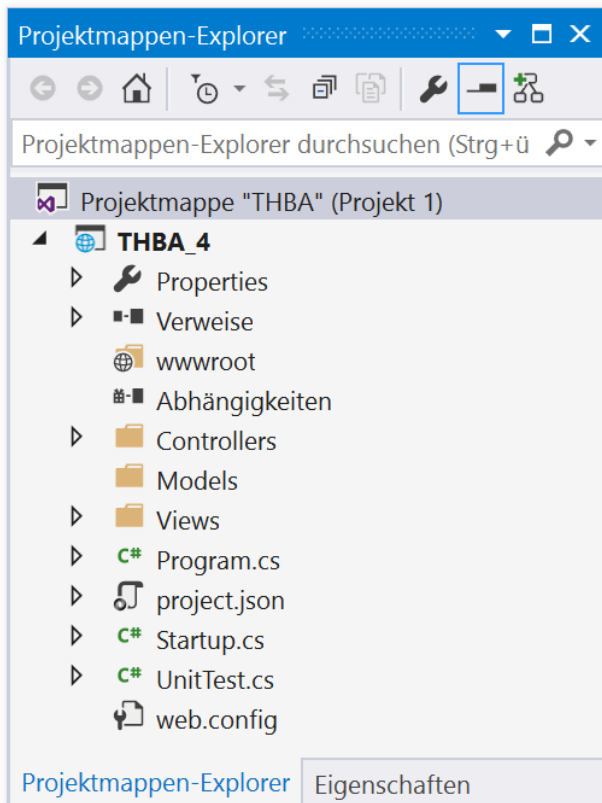 Projektmappen-Explorer
Projektmappen-Explorer durchsuchen (Strg+ü
Projektmappe "THBA" (Projekt 1)
THBA_4
Properties
Verweise
wwwroot
Abhängigkeiten
Controllers
Models
Views
C# Program.cs
project.json
C# Startup.cs
C# UnitTest.cs
web.config
Projektmappen-Explorer Eigenschaften